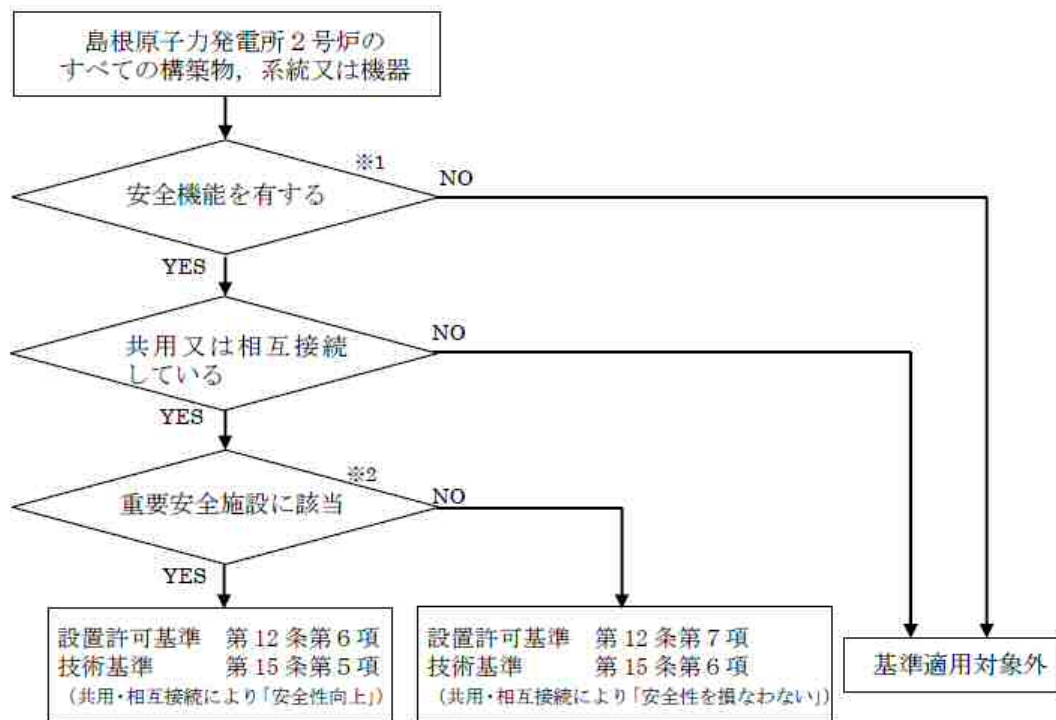 島根原子力発電所2号炉の
すべての構築物，系統又は機器
※1
安全機能を有する
NO
YES
共用又は相互接続
している
NO
YES
※2
重要安全施設に該当
NO
YES
設置許可基準　第12条第6項
技術基準　　　第15条第5項
（共用・相互接続により「安全性向上」）
設置許可基準　第12条第7項
技術基準　　　第15条第6項
（共用・相互接続により「安全性を損なわない」）
基準適用対象外